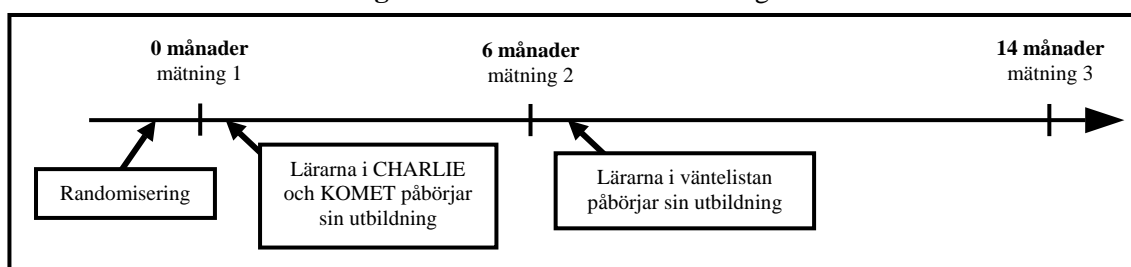 0 månader
mätning 1
6 månader
mätning 2
14 månader
mätning 3
Randomisering
Lärarna i CHARLIE
och KOMET påbörjar
sin utbildning
Lärarna i väntelistan
påbörjar sin utbildning